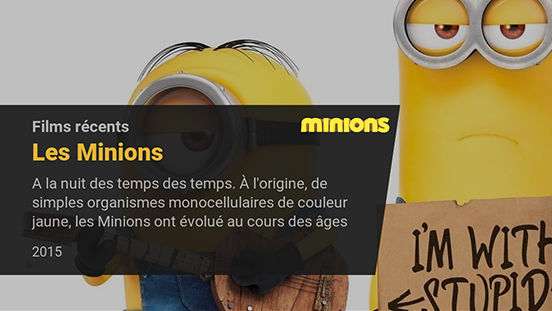 Films récents
minions
Les Minions
A la nuit des temps des temps. À l'origine, de
simples organismes monocellulaires de couleur
jaune, les Minions ont évolué au cours des âges
2015
I'M WITH
STUPID